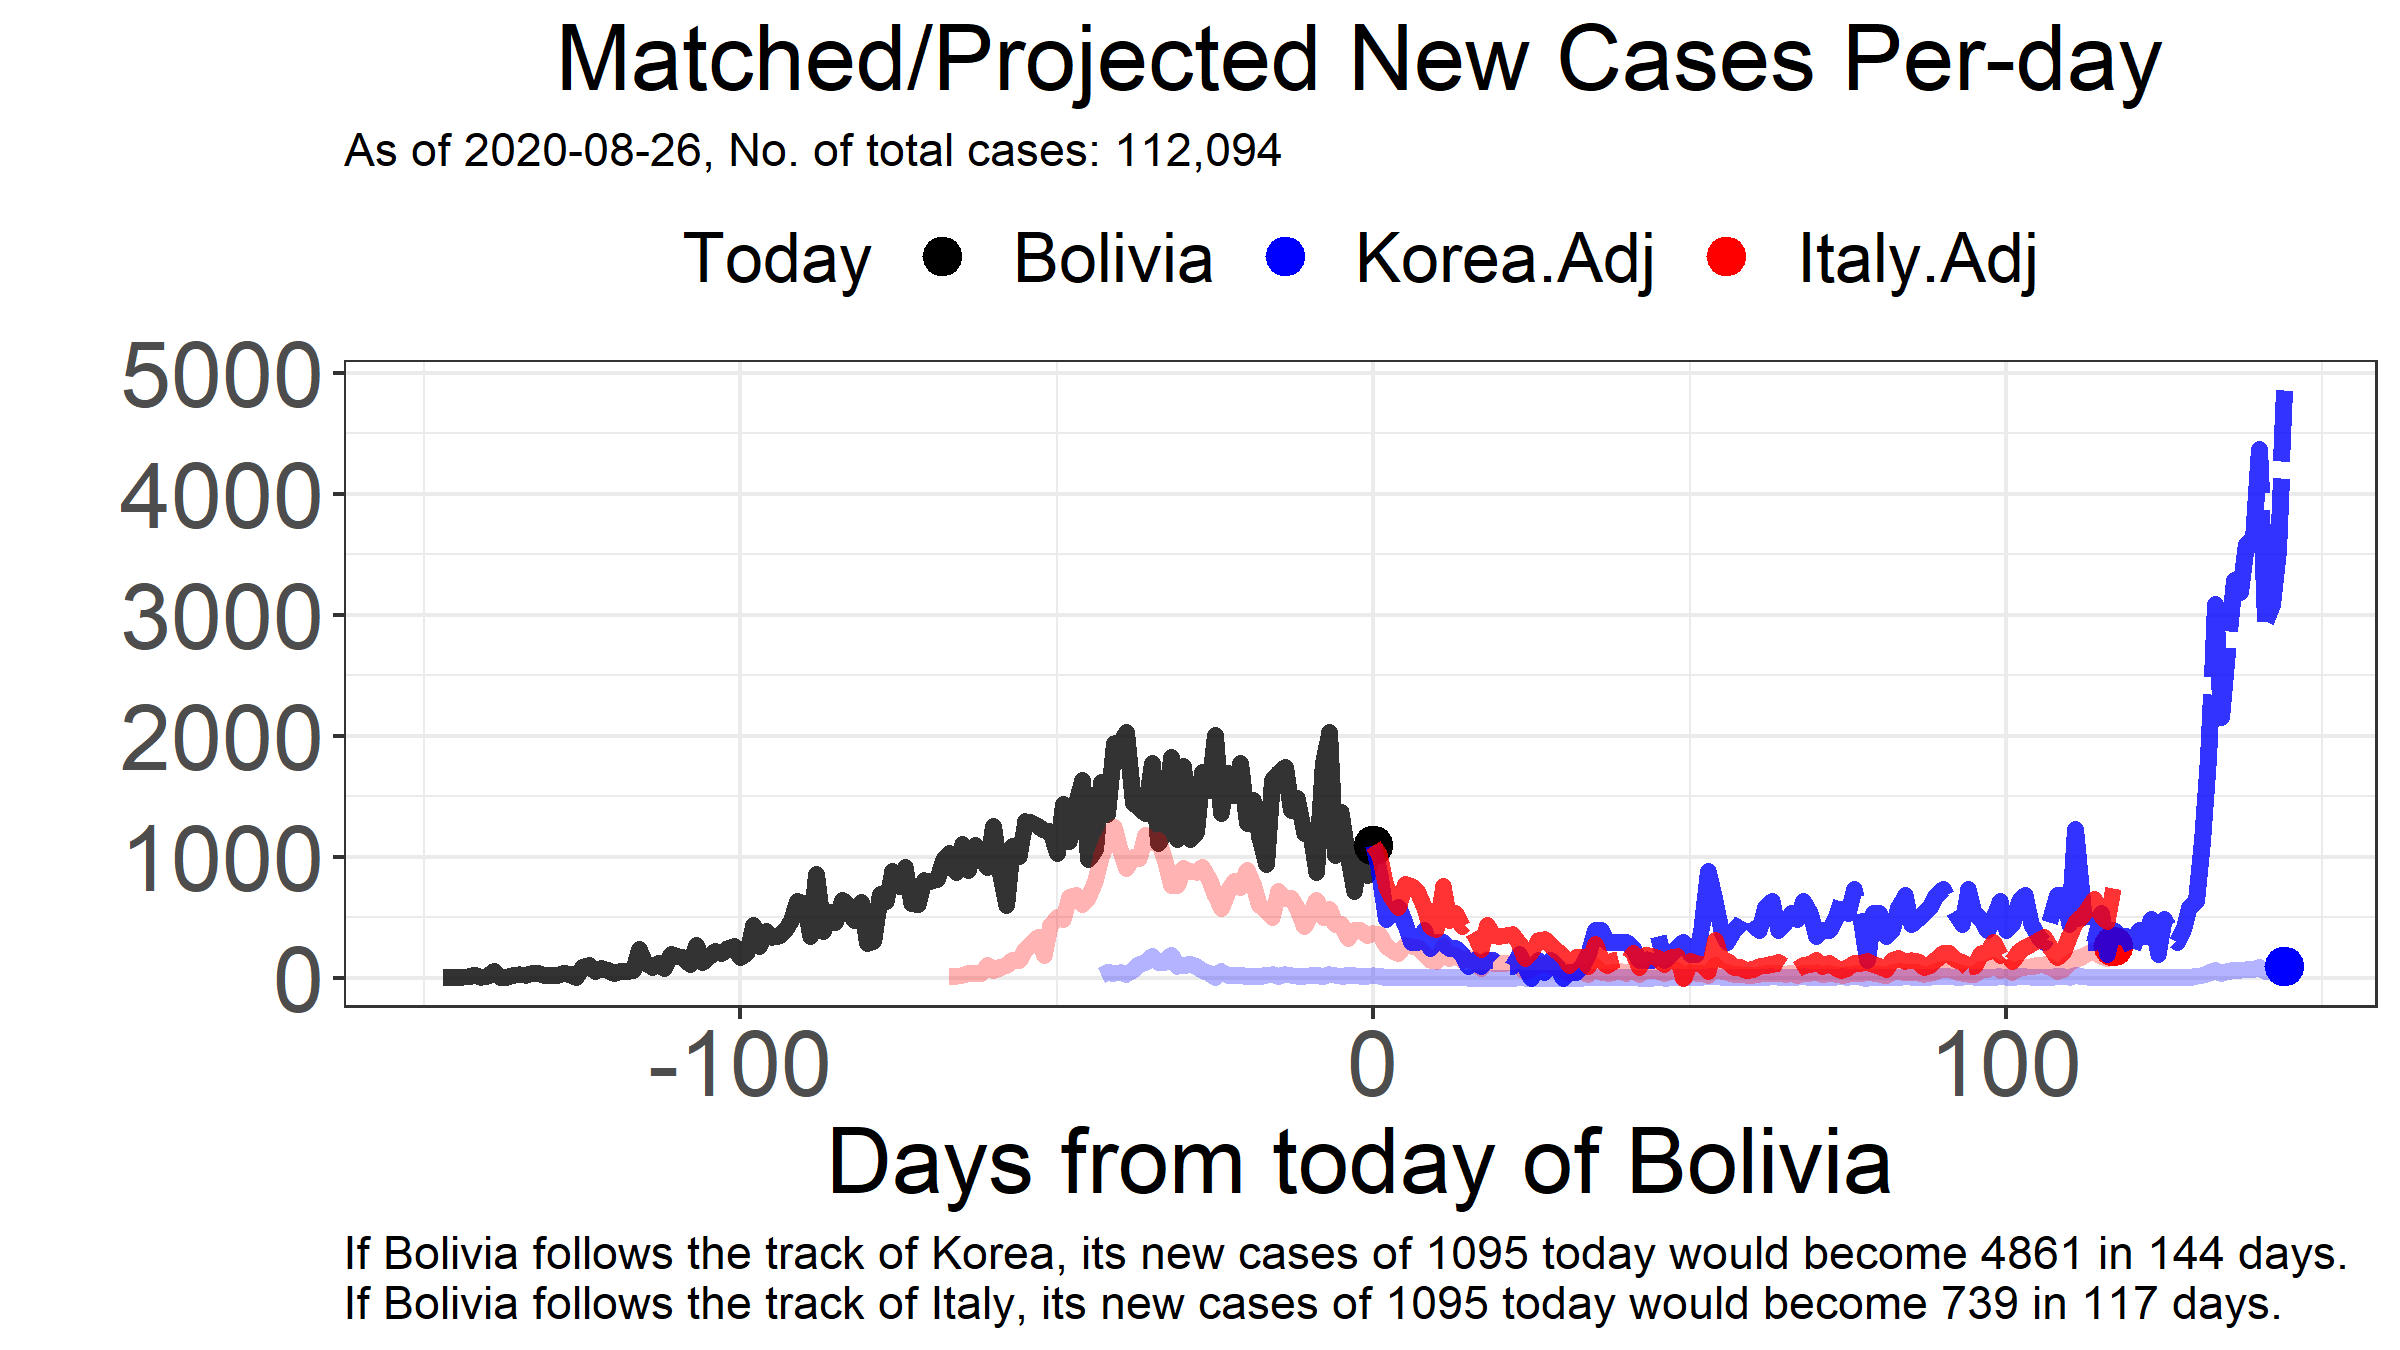 Matched/Projected New Cases Per-day
As of 2020-08-26, No. of total cases: 112,094
Today Bolivia Korea.Adj Italy.Adj
5000
4000
3000
2000
1000
0
-100 0 100
Days from today of Bolivia
If Bolivia follows the track of Korea, its new cases of 1095 today would become 4861 in 144 days.
If Bolivia follows the track of Italy, its new cases of 1095 today would become 739 in 117 days.